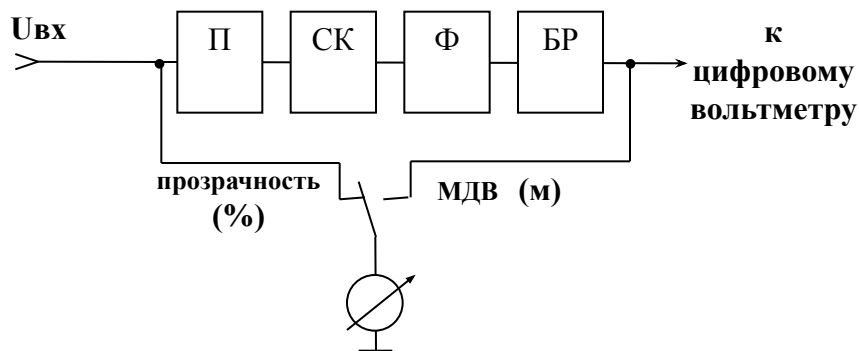 Uвх
П
СК
Ф
БР
к
цифровому
вольтметру
прозрачность
(%)
МДВ (м)